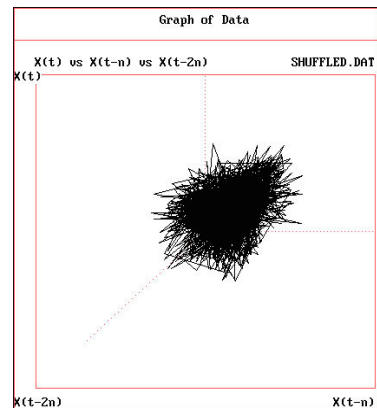 Graph of Data
X(t) vs X(t-n) vs X(t-2n) SHUFFLED.DAT
X(t)
X(t-2n) X(t-n)